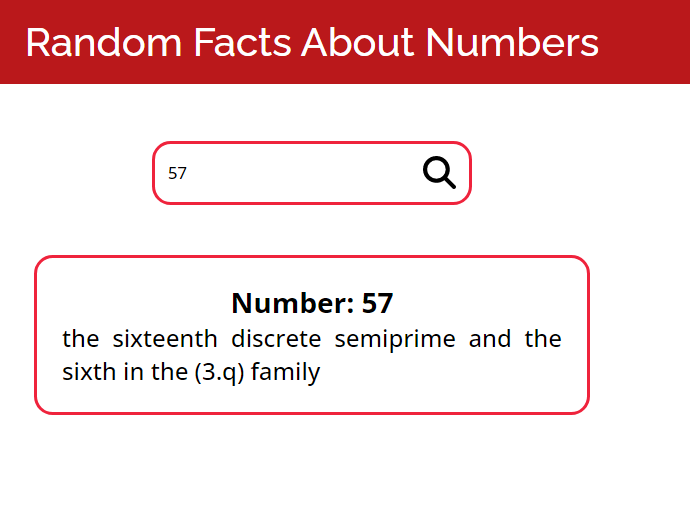 Random Facts About Numbers
57
Number: 57
the sixteenth discrete semiprime and the
sixth in the (3.q) family